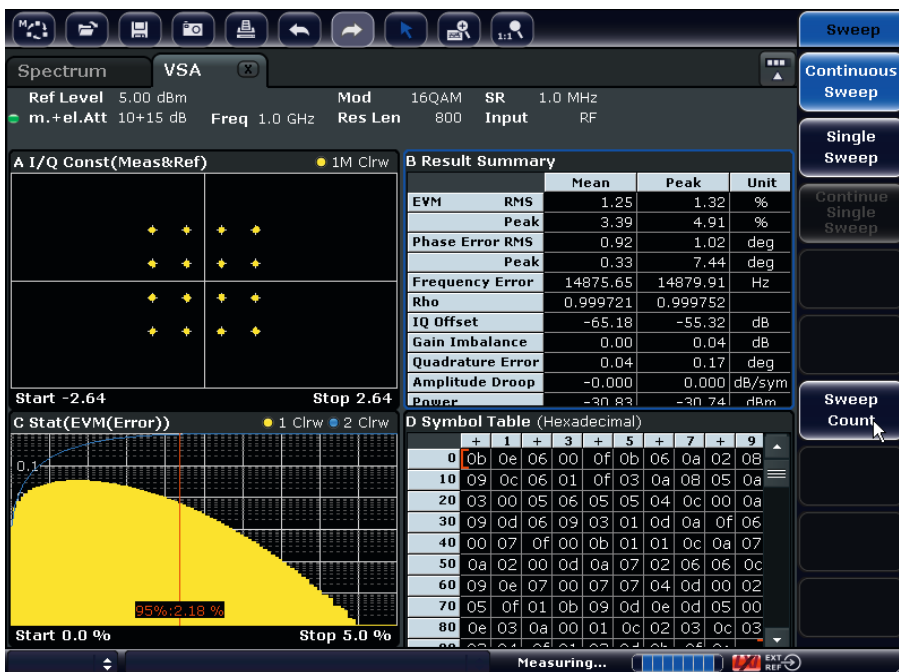 M
1:1
Sweep
Spectrum
VSA
X
Ref Level 5.00 dBm Mod 16QAM SR 1.0 MHz
m.+el.Att 10+15 dB Freq 1.0 GHz Res Len 800 Input RF
A I/Q Const(Meas&Ref) 1M Clrw
Start -2.64 Stop 2.64
B Result Summary
Mean Peak Unit
EVM RMS 1.25 1.32 %
Peak 3.39 4.91 %
Phase Error RMS 0.92 1.02 deg
Peak 0.33 7.44 deg
Frequency Error 14875.65 14879.91 Hz
Rho 0.999721 0.999752
IQ Offset -65.18 -55.32 dB
Gain Imbalance 0.00 0.04 dB
Quadrature Error 0.04 0.17 deg
Amplitude Droop -0.000 0.000 dB/sym
Power -30.83 -30.74 dBm
C Stat(EVM(Error)) 1 Clrw 2 Clrw
0.1
95%:2.18 %
Start 0.0 % Stop 5.0 %
D Symbol Table (Hexadecimal)
+ 1 + 3 + 5 + 7 + 9
0 0b 0e 06 00 0f 0b 06 0a 02 08
10 09 0c 06 01 0f 03 0a 08 05 0a
20 03 00 05 06 05 05 04 0c 00 0a
30 09 0d 06 09 03 01 0d 0a 0f 06
40 00 07 0f 00 0b 01 01 0c 0a 07
50 0a 02 00 0d 0a 07 02 06 06 0c
60 09 0e 07 00 07 07 04 0d 00 02
70 05 0f 01 0b 09 0d 0e 0d 05 00
80 0e 03 0a 00 01 0c 02 03 0c 03
Continuous
Sweep
Single
Sweep
Continue
Single
Sweep
Sweep
Count
Measuring...
EXT
REF